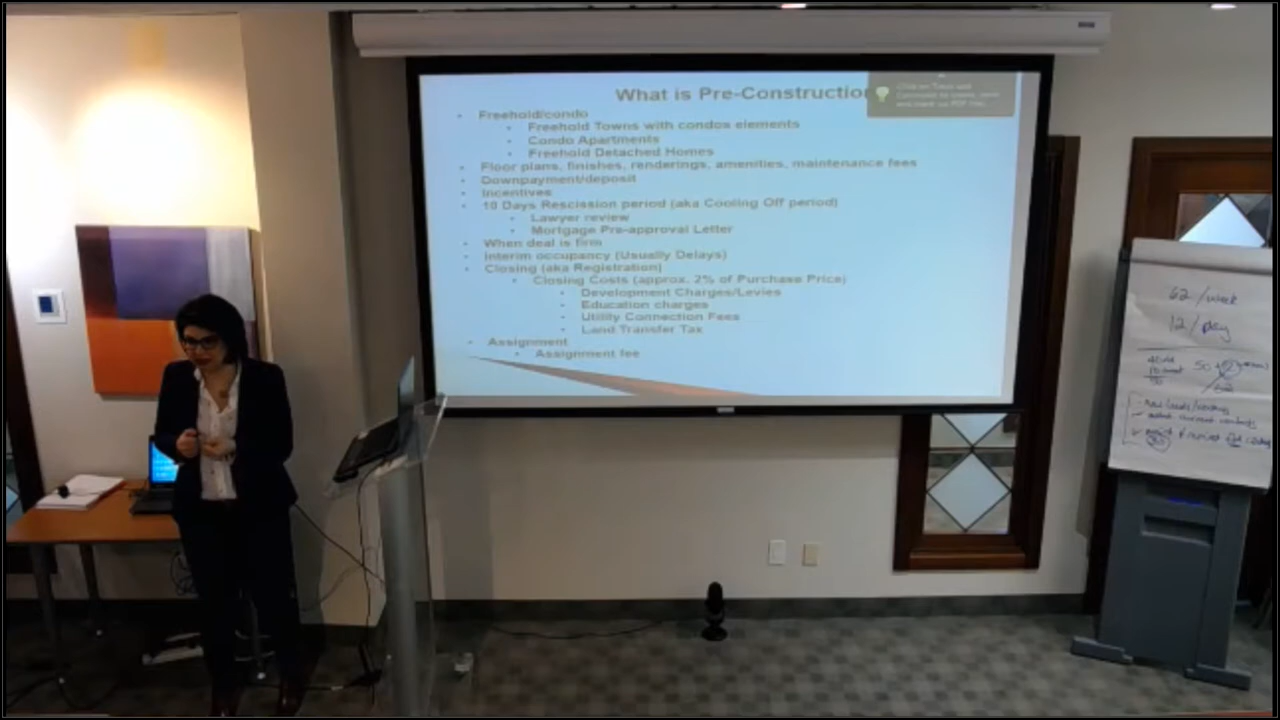 What is Pre-Construction
Freehold/condo
Freehold Towns with condos elements
Condo Apartments
Freehold Detached Homes
Floor plans, finishes, renderings, amenities, maintenance fees
Downpayment/deposit
Incentives
10 Days Rescission period (aka Cooling Off period)
Lawyer review
Mortgage Pre-approval Letter
When deal is firm
Interim occupancy (Usually Delays)
Closing (aka Registration)
Closing Costs (approx. 2% of Purchase Price)
Development Charges/Levies
Education charges
Utility Connection Fees
Land Transfer Tax
Assignment
Assignment fee
62 /week
12 /day